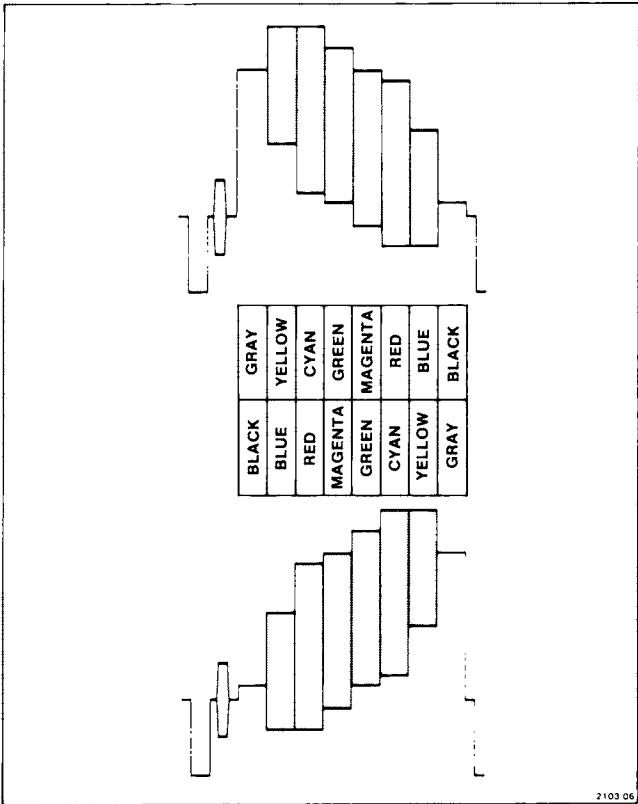 GRAY YELLOW CYAN GREEN MAGENTA RED BLUE BLACK
BLACK BLUE RED MAGENTA GREEN CYAN YELLOW GRAY
2103 06